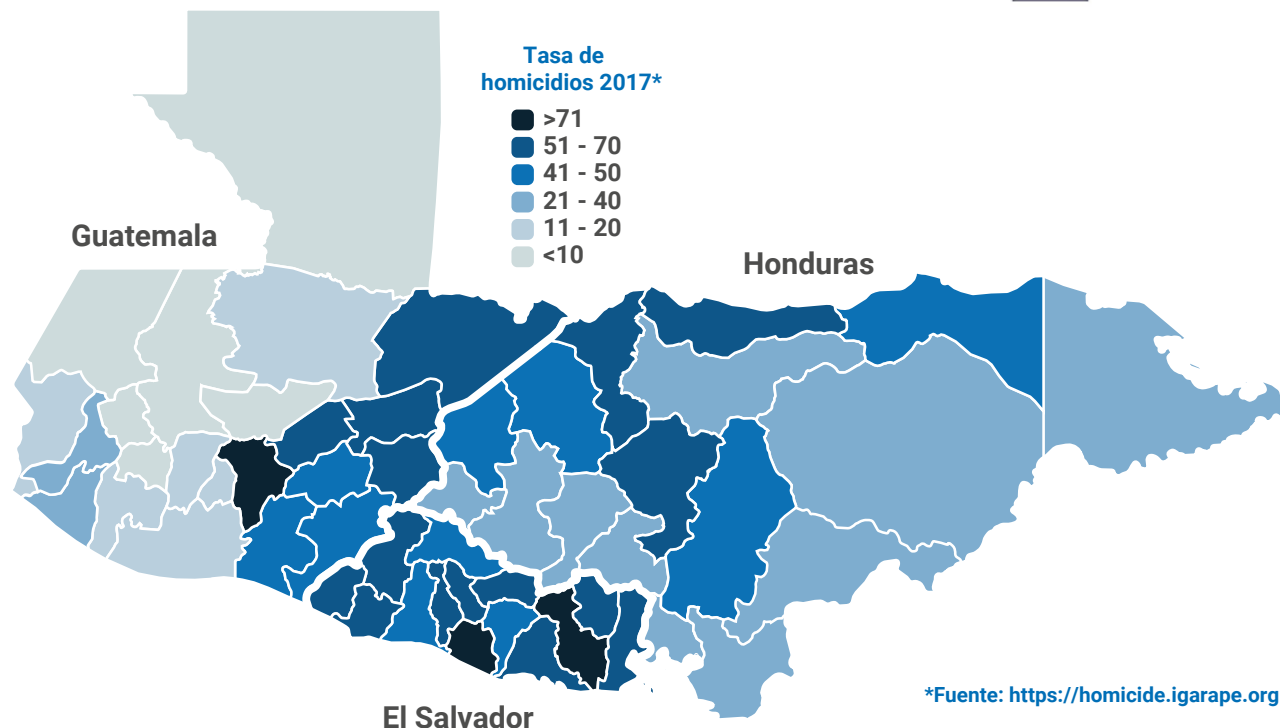 Tasa de
homicidios 2017*
>71
51 - 70
41 - 50
21 - 40
11 - 20
<10
Guatemala
Honduras
El Salvador
*Fuente: https://homicide.igarape.org